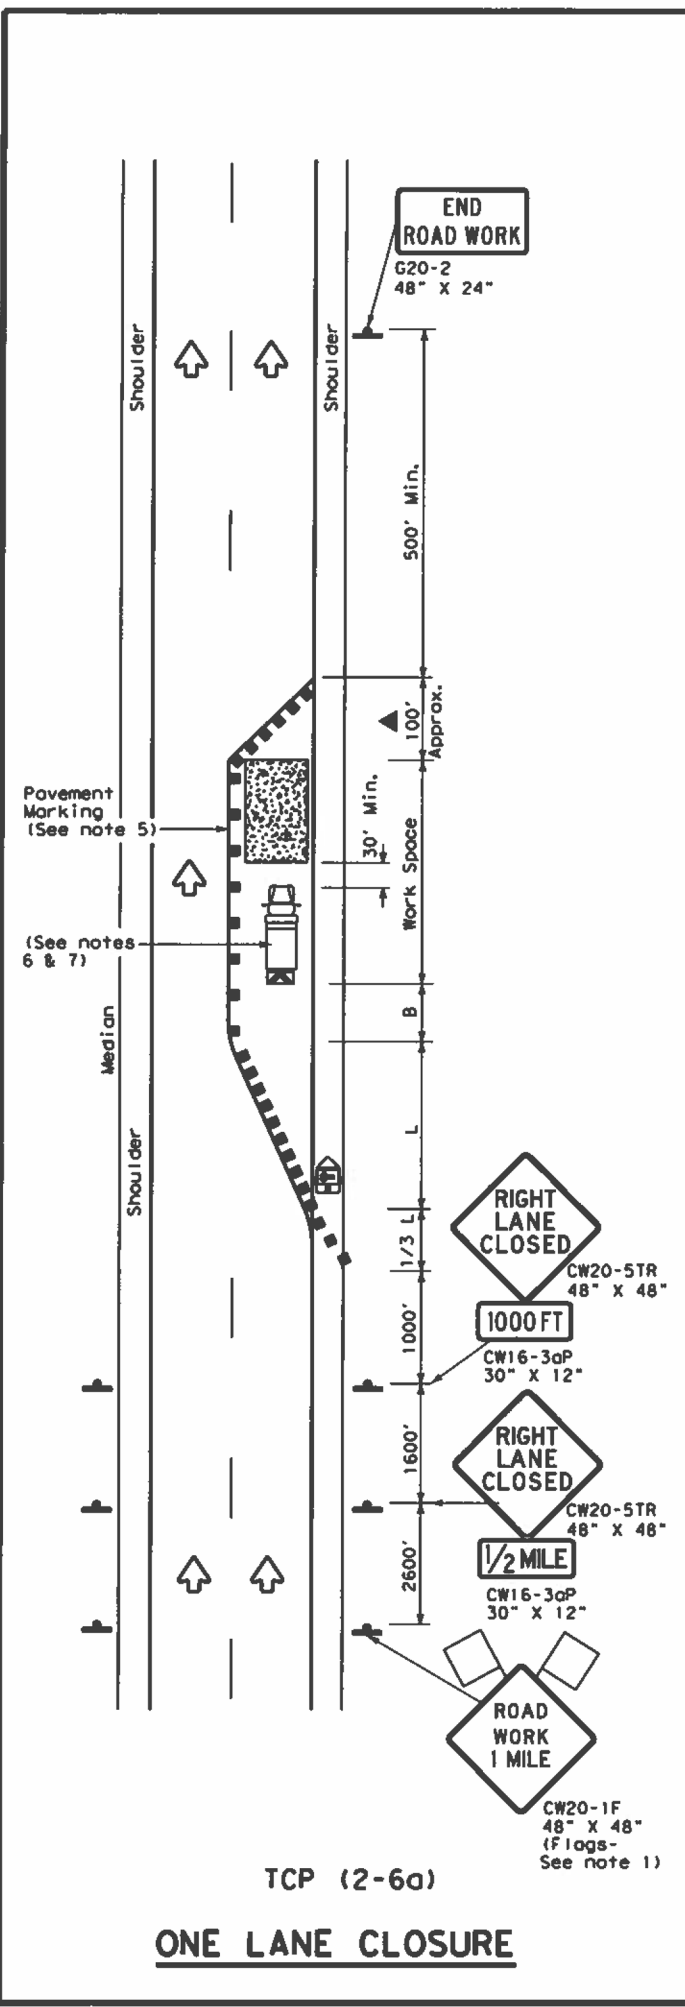 END
ROAD WORK
G20-2
48" X 24"
Shoulder
Shoulder
500' Min.
100'
Approx.
Pavement
Marking
(See note 5)
30' Min.
Work Space
(See notes
6 & 7)
B
Median
Shoulder
L
RIGHT
LANE
CLOSED
CW20-5TR
48" X 48"
1/3 L
1000 FT
CW16-3aP
30" X 12"
1000'
RIGHT
LANE
CLOSED
1600'
CW20-5TR
48" X 48"
1/2 MILE
CW16-3aP
30" X 12"
2600'
ROAD
WORK
1 MILE
CW20-1F
48" X 48"
(Flags-
See note 1)
TCP (2-6a)
ONE LANE CLOSURE